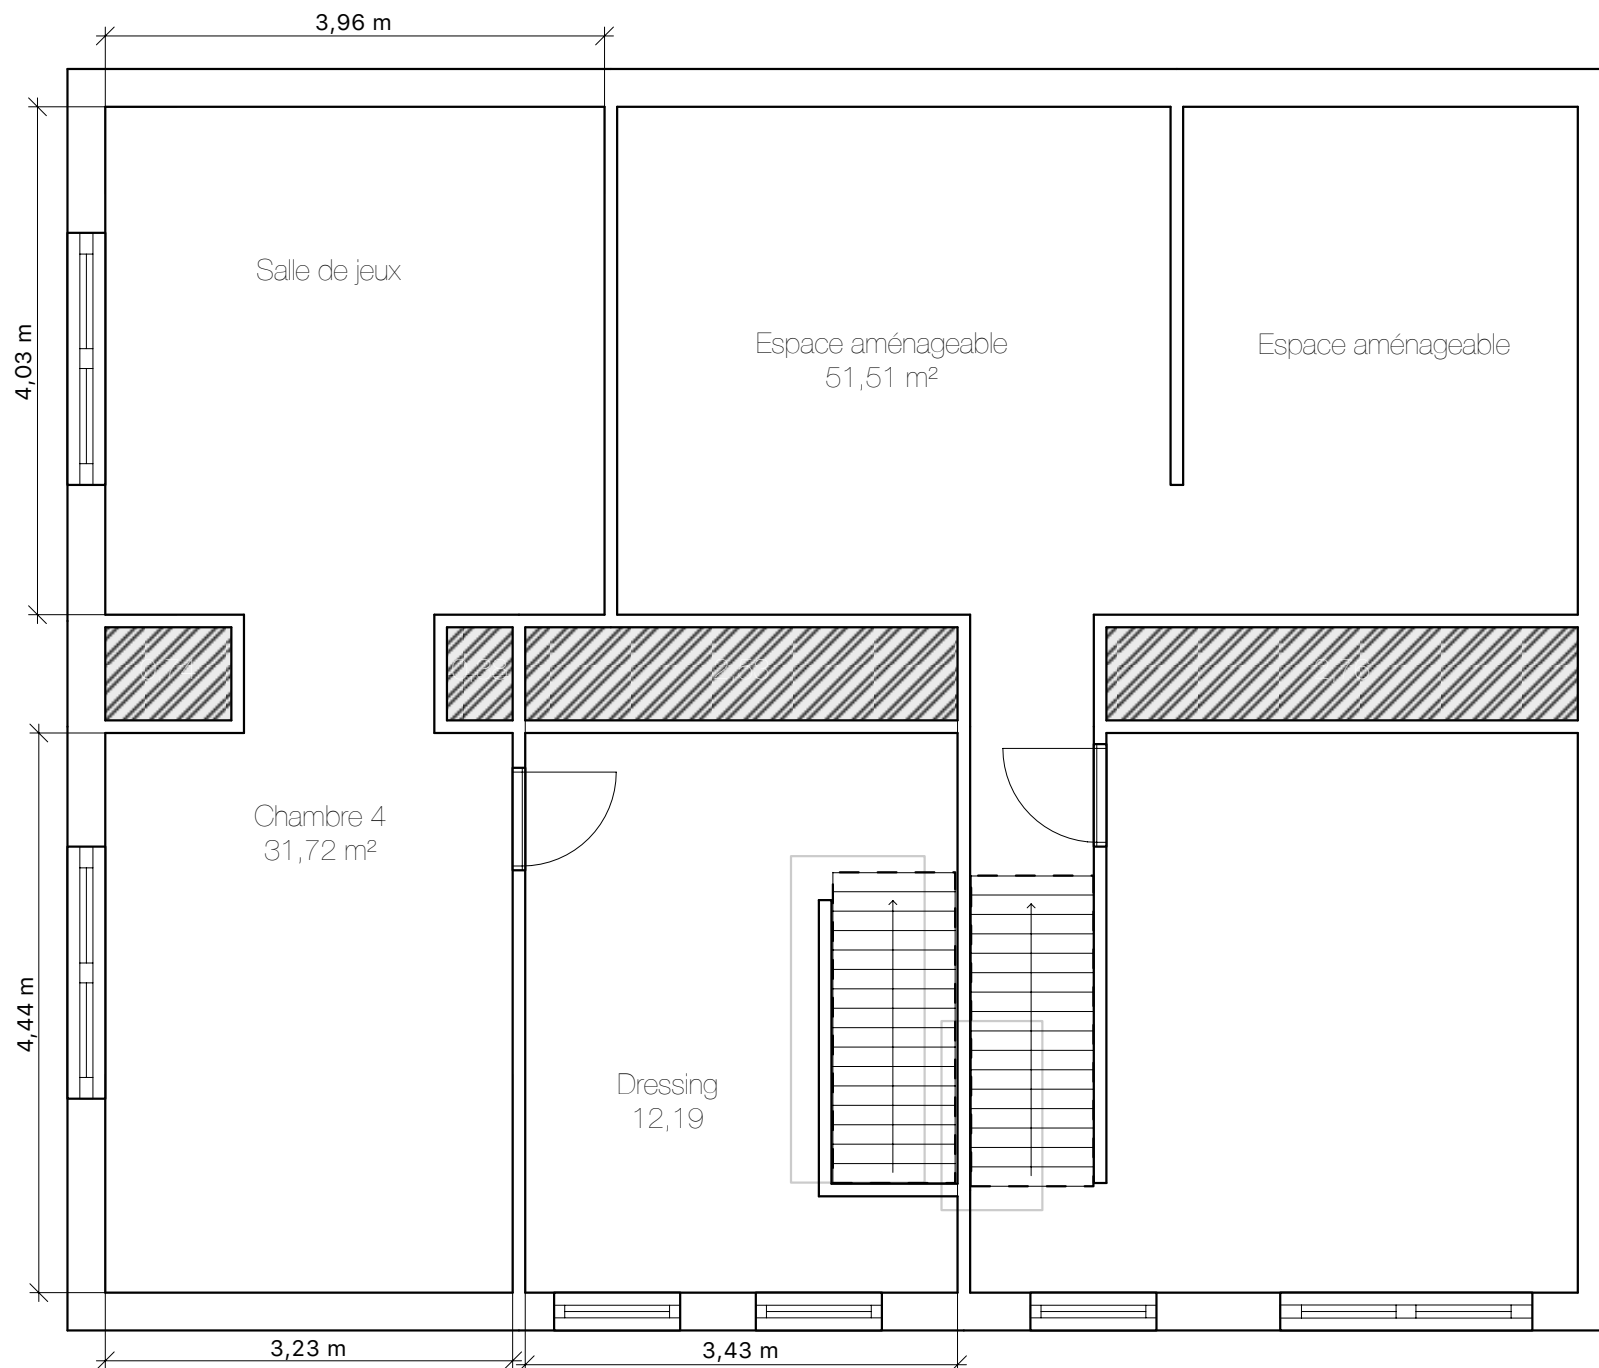 3,96 m
4,03 m
Salle de jeux
Espace aménageable
51,51 m²
Espace aménageable
Chambre 4
31,72 m²
4,44 m
Dressing
12,19
3,23 m
3,43 m